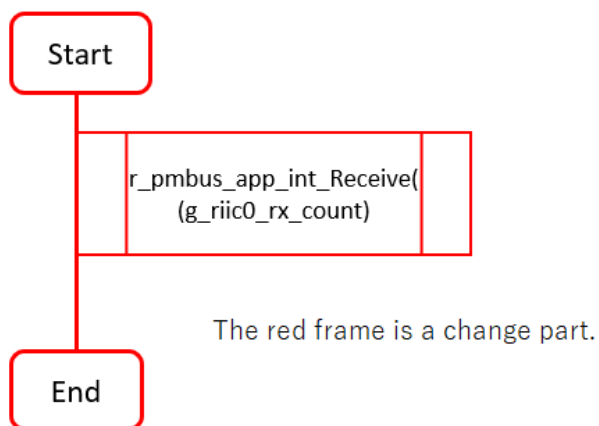 Start
r_pmbus_app_int_Receive(
(g_riic0_rx_count)
The red frame is a change part.
End